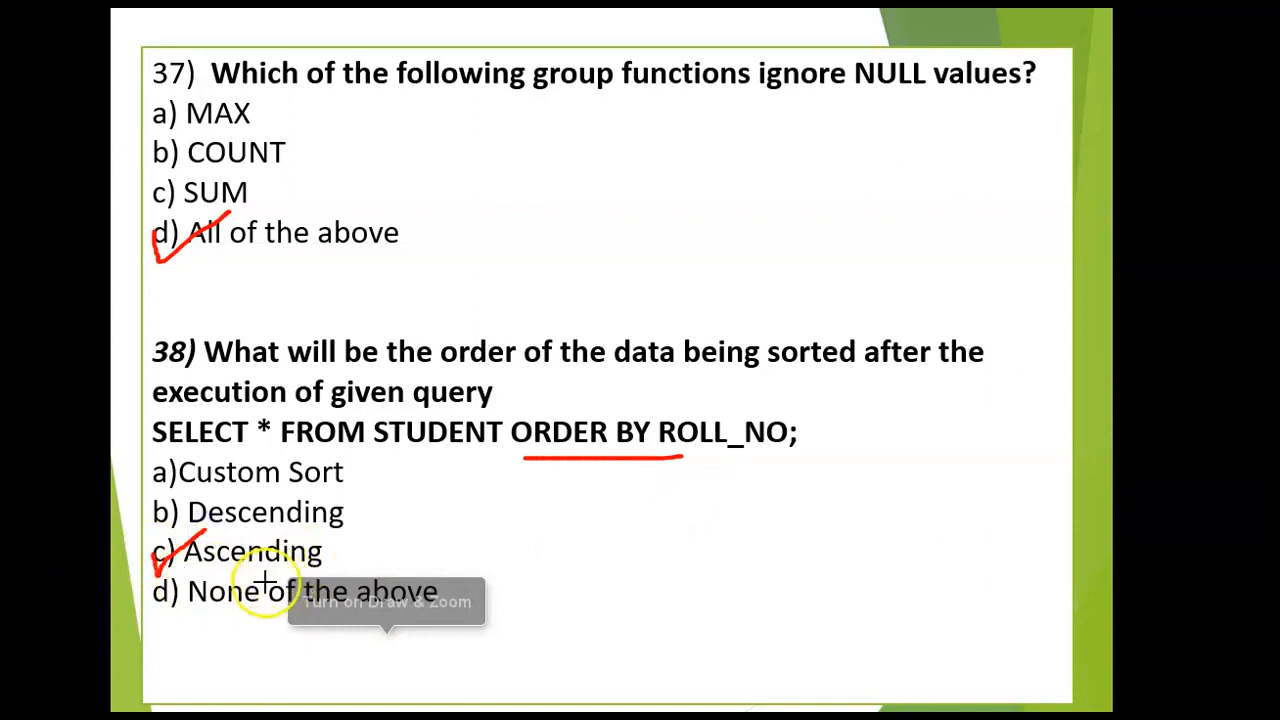 37) Which of the following group functions ignore NULL values?
a) MAX
b) COUNT
c) SUM
d) All of the above
38) What will be the order of the data being sorted after the
execution of given query
SELECT * FROM STUDENT ORDER BY ROLL_NO;
a)Custom Sort
b) Descending
c) Ascending
d) None of the above
Turn on Draw & Zoom